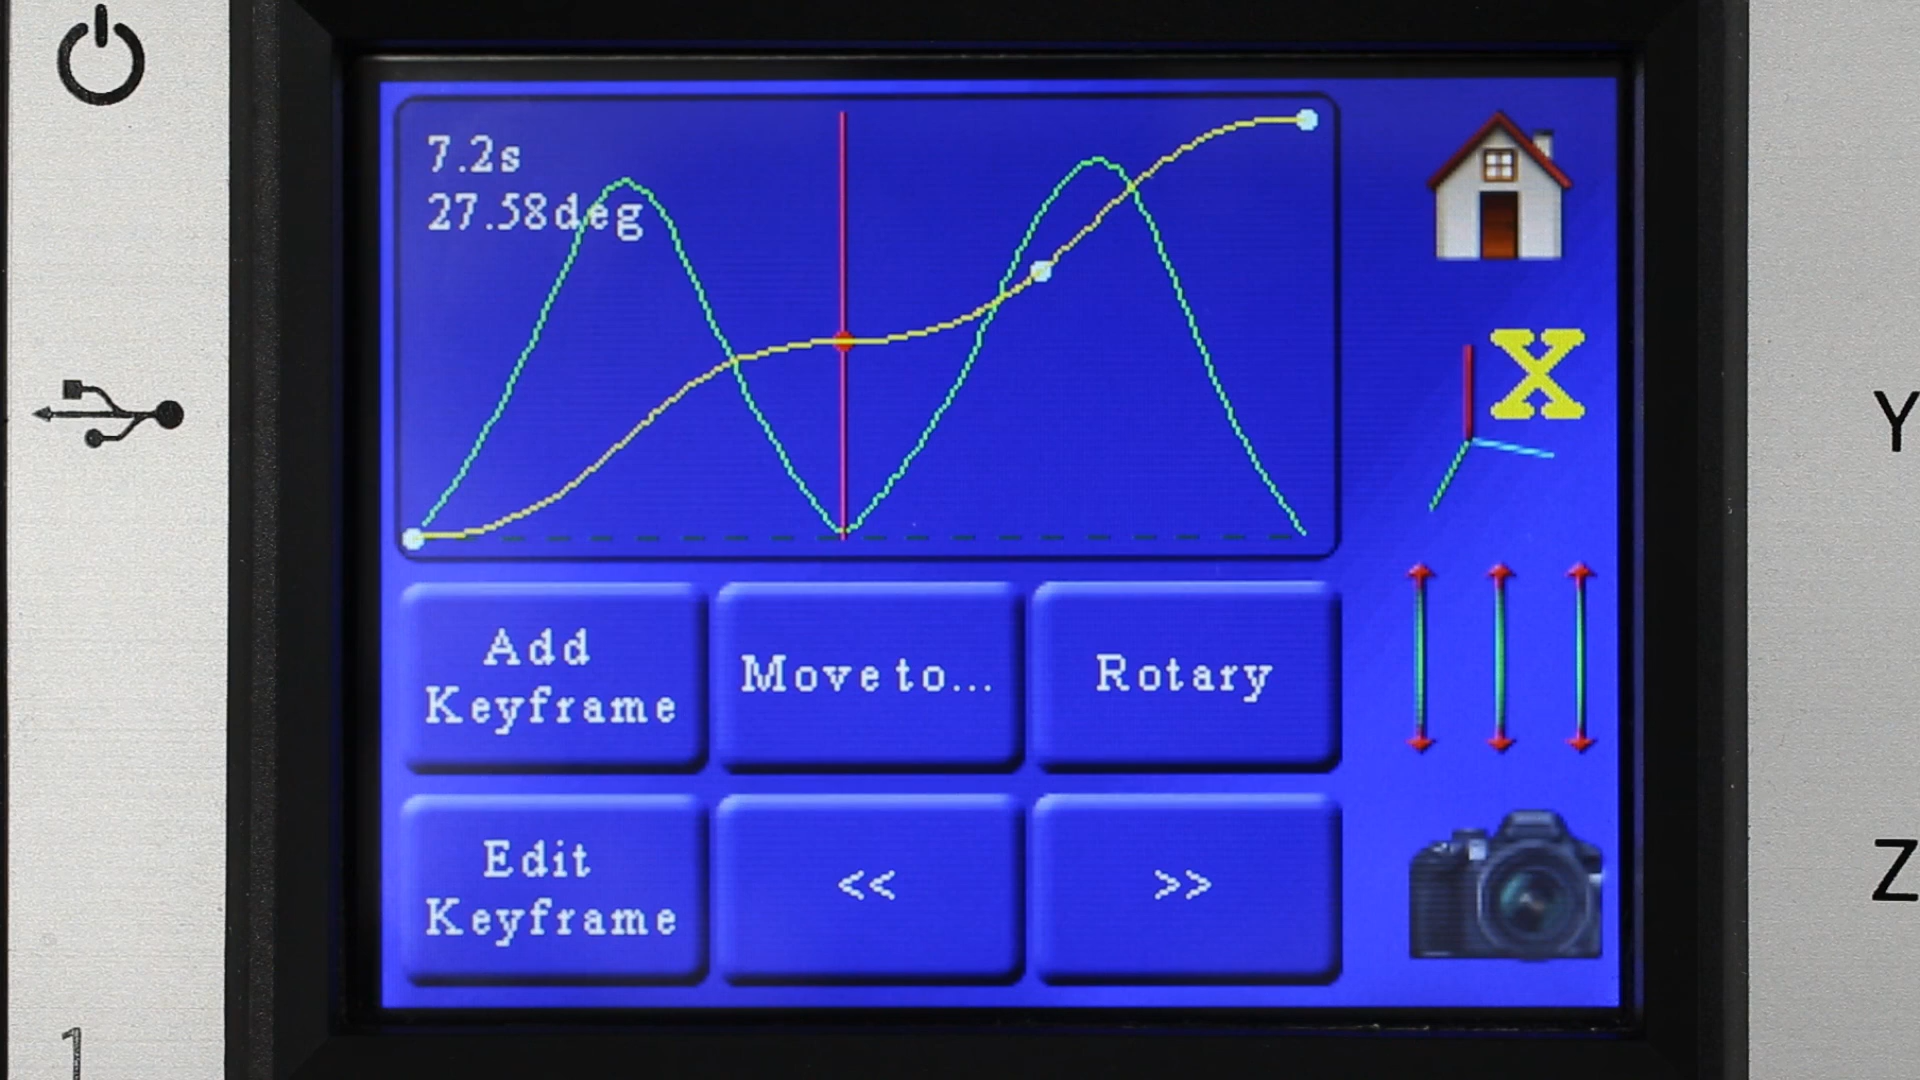 7.2s
27.58deg
X
Y
Add
Keyframe
Move to...
Rotary
Edit
Keyframe
<<
>>
Z
1